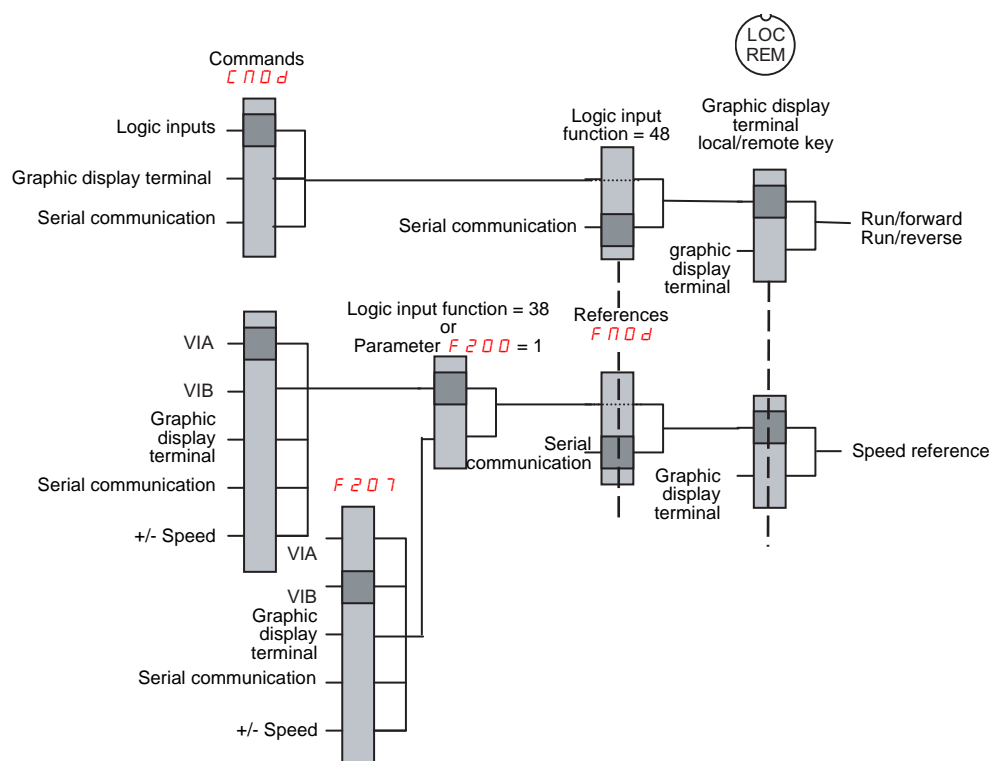 LOC
REM
Commands
CMOd
Logic inputs
Graphic display terminal
Serial communication
Logic input
function = 48
Serial communication
Graphic display
terminal
local/remote key
graphic
display
terminal
Run/forward
Run/reverse
VIA
VIB
Graphic
display
terminal
Serial communication
+/- Speed
Logic input function = 38
or
Parameter F200 = 1
References
FMOd
Serial
communication
Graphic
display
terminal
Speed reference
F207
VIA
VIB
Graphic
display
terminal
Serial communication
+/- Speed